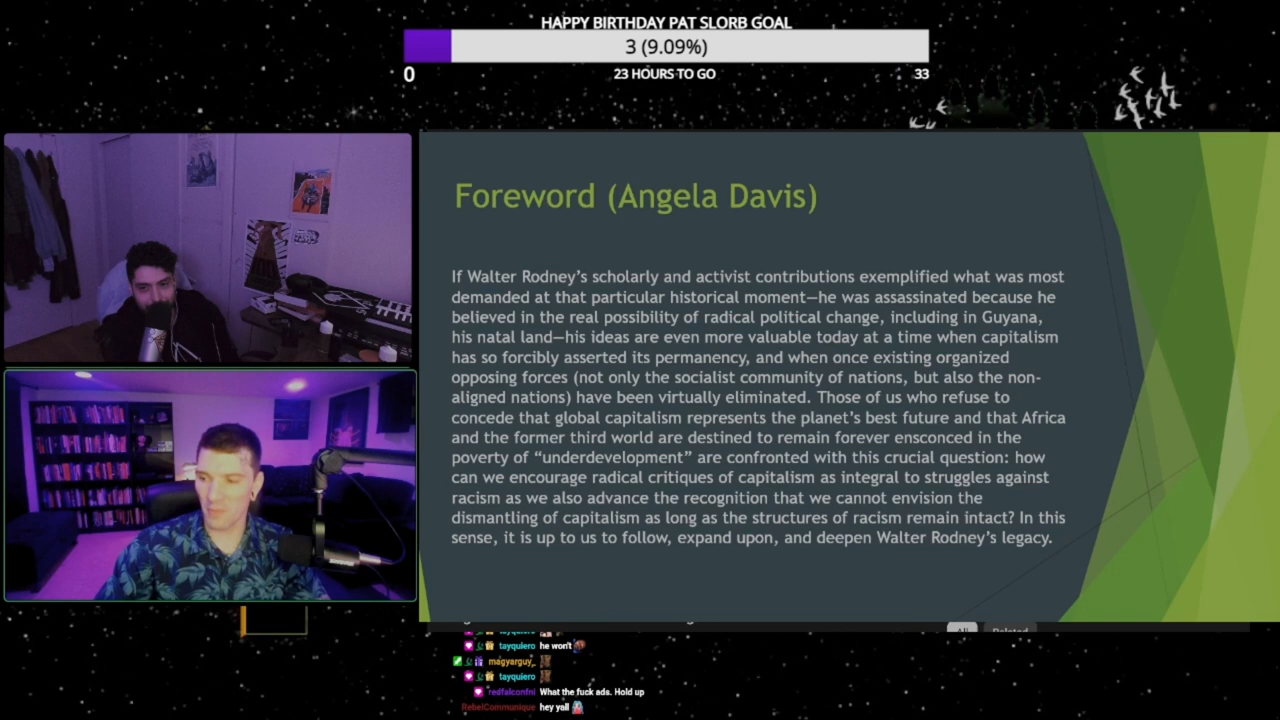 HAPPY BIRTHDAY PAT SLORB GOAL
3 (9.09%)
0
23 HOURS TO GO
33
Foreword (Angela Davis)
If Walter Rodney’s scholarly and activist contributions exemplified what was most
demanded at that particular historical moment—he was assassinated because he
believed in the real possibility of radical political change, including in Guyana,
his natal land—his ideas are even more valuable today at a time when capitalism
has so forcibly asserted its permanency, and when once existing organized
opposing forces (not only the socialist community of nations, but also the non-
aligned nations) have been virtually eliminated. Those of us who refuse to
concede that global capitalism represents the planet’s best future and that Africa
and the former third world are destined to remain forever ensconced in the
poverty of “underdevelopment” are confronted with this crucial question: how
can we encourage radical critiques of capitalism as integral to struggles against
racism as we also advance the recognition that we cannot envision the
dismantling of capitalism as long as the structures of racism remain intact? In this
sense, it is up to us to follow, expand upon, and deepen Walter Rodney’s legacy.
All
Related
tayquiero
tayquiero he won't
magyarguy_
tayquiero
redfalconfni What the fuck ads. Hold up
RebelCommunique hey yall